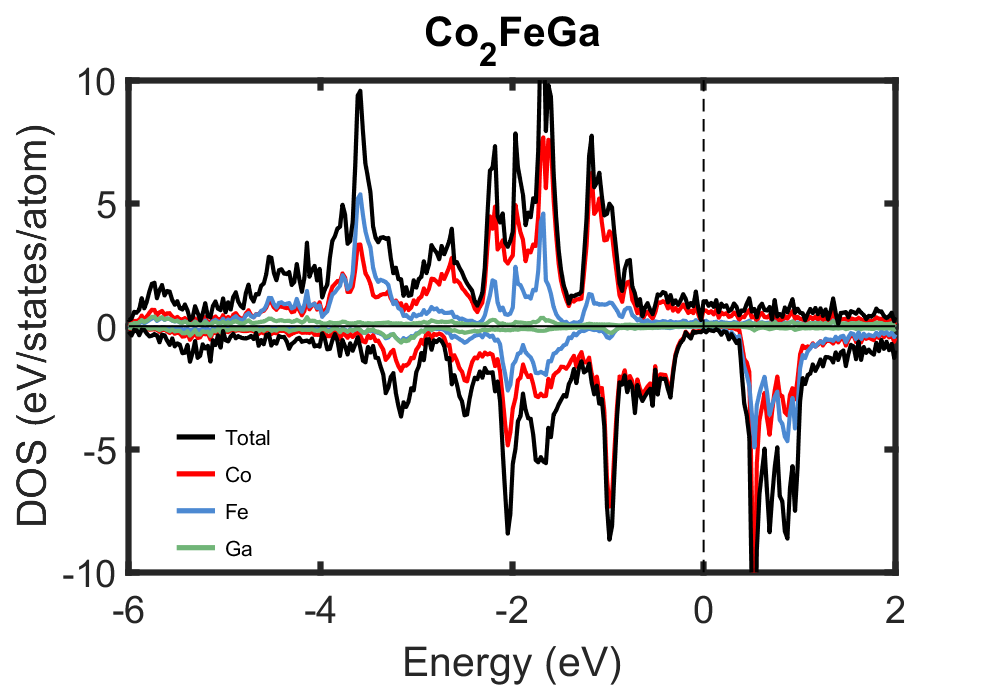 Co₂FeGa
10
5
0
-5
-10
DOS (eV/states/atom)
Total
Co
Fe
Ga
-6 -4 -2 0 2
Energy (eV)